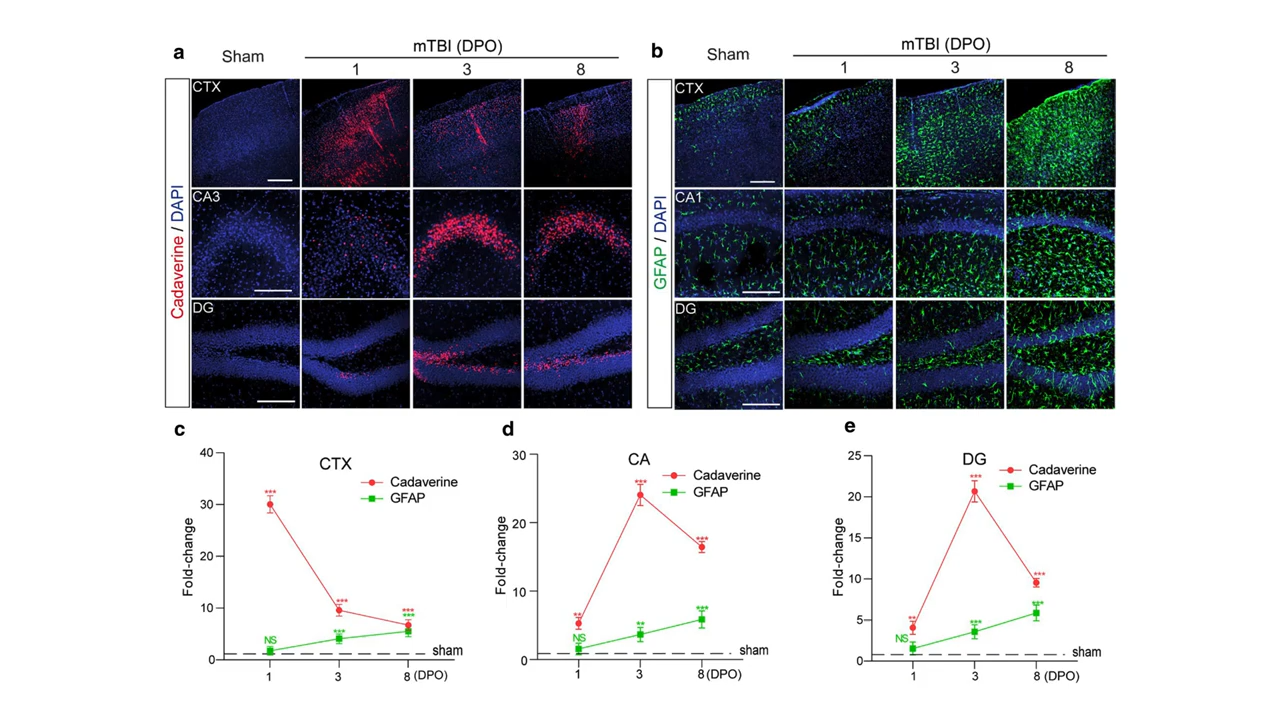 a
mTBI (DPO)
Sham
1
3
8
CTX
CA3
DG
Cadaverine / DAPI
b
mTBI (DPO)
Sham
1
3
8
CTX
CA1
DG
GFAP / DAPI
c
CTX
Cadaverine
GFAP
Fold-change
40
30
20
10
0
***
***
***
***
NS
***
sham
1
3
8 (DPO)
d
CA
Cadaverine
GFAP
Fold-change
30
20
10
0
**
***
***
NS
**
***
sham
1
3
8 (DPO)
e
DG
Cadaverine
GFAP
Fold-change
25
20
15
10
5
0
**
***
***
NS
***
***
sham
1
3
8 (DPO)